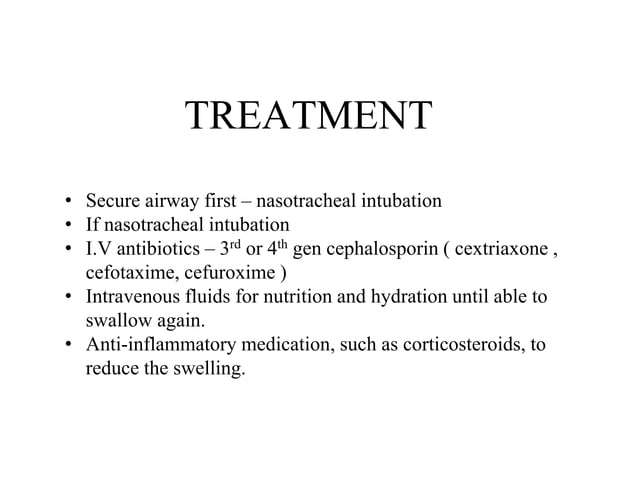 TREATMENT
• Secure airway first – nasotracheal intubation
• If nasotracheal intubation
• I.V antibiotics – 3rd or 4th gen cephalosporin ( cextriaxone ,
cefotaxime, cefuroxime )
• Intravenous fluids for nutrition and hydration until able to
swallow again.
• Anti-inflammatory medication, such as corticosteroids, to
reduce the swelling.